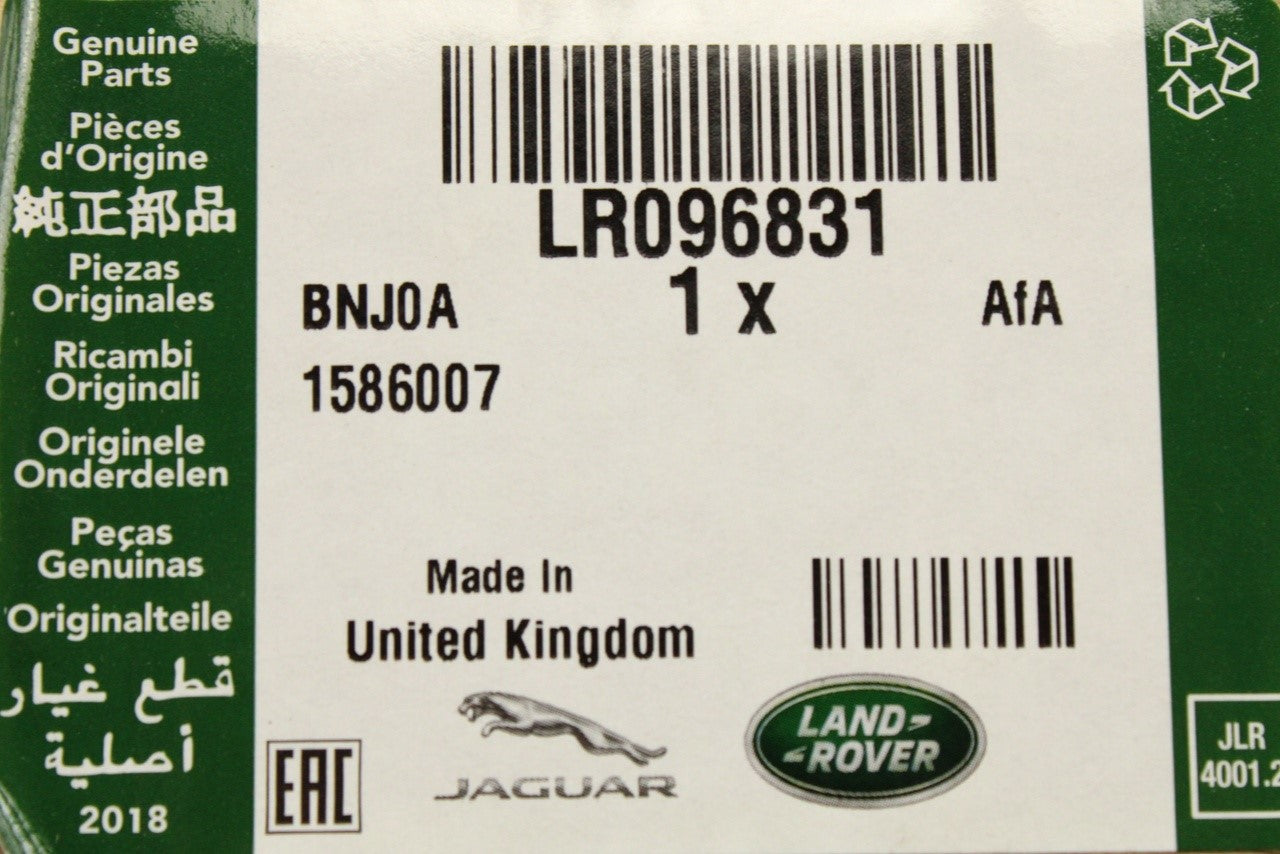 Genuine
Parts
Pièces
d'Origine
純正部品
Piezas
Originales
Ricambi
Originali
Originele
Onderdelen
Peças
Genuinas
Originalteile
قطع غيار
أصلية
2018
LR096831
1 x
BNJ0A
AfA
1586007
Made In
United Kingdom
EAC
JAGUAR
LAND
ROVER
JLR
4001.2